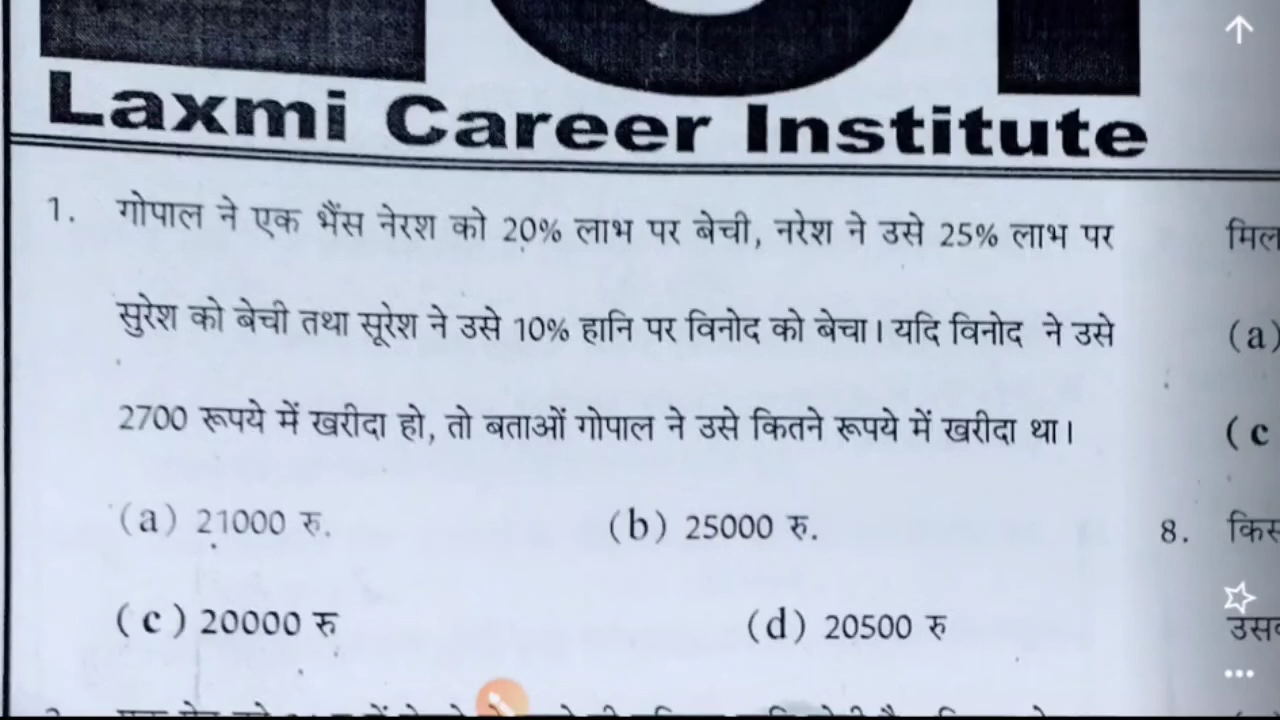 Laxmi Career Institute
1. गोपाल ने एक भैंस नेरश को 20% लाभ पर बेची, नरेश ने उसे 25% लाभ पर
सुरेश को बेची तथा सूरेश ने उसे 10% हानि पर विनोद को बेचा। यदि विनोद ने उसे
2700 रूपये में खरीदा हो, तो बताओं गोपाल ने उसे कितने रूपये में खरीदा था।
(a) 21000 रु. (b) 25000 रु.
(c) 20000 रु (d) 20500 रु
मिल
(a)
(c
8. किस
उसव